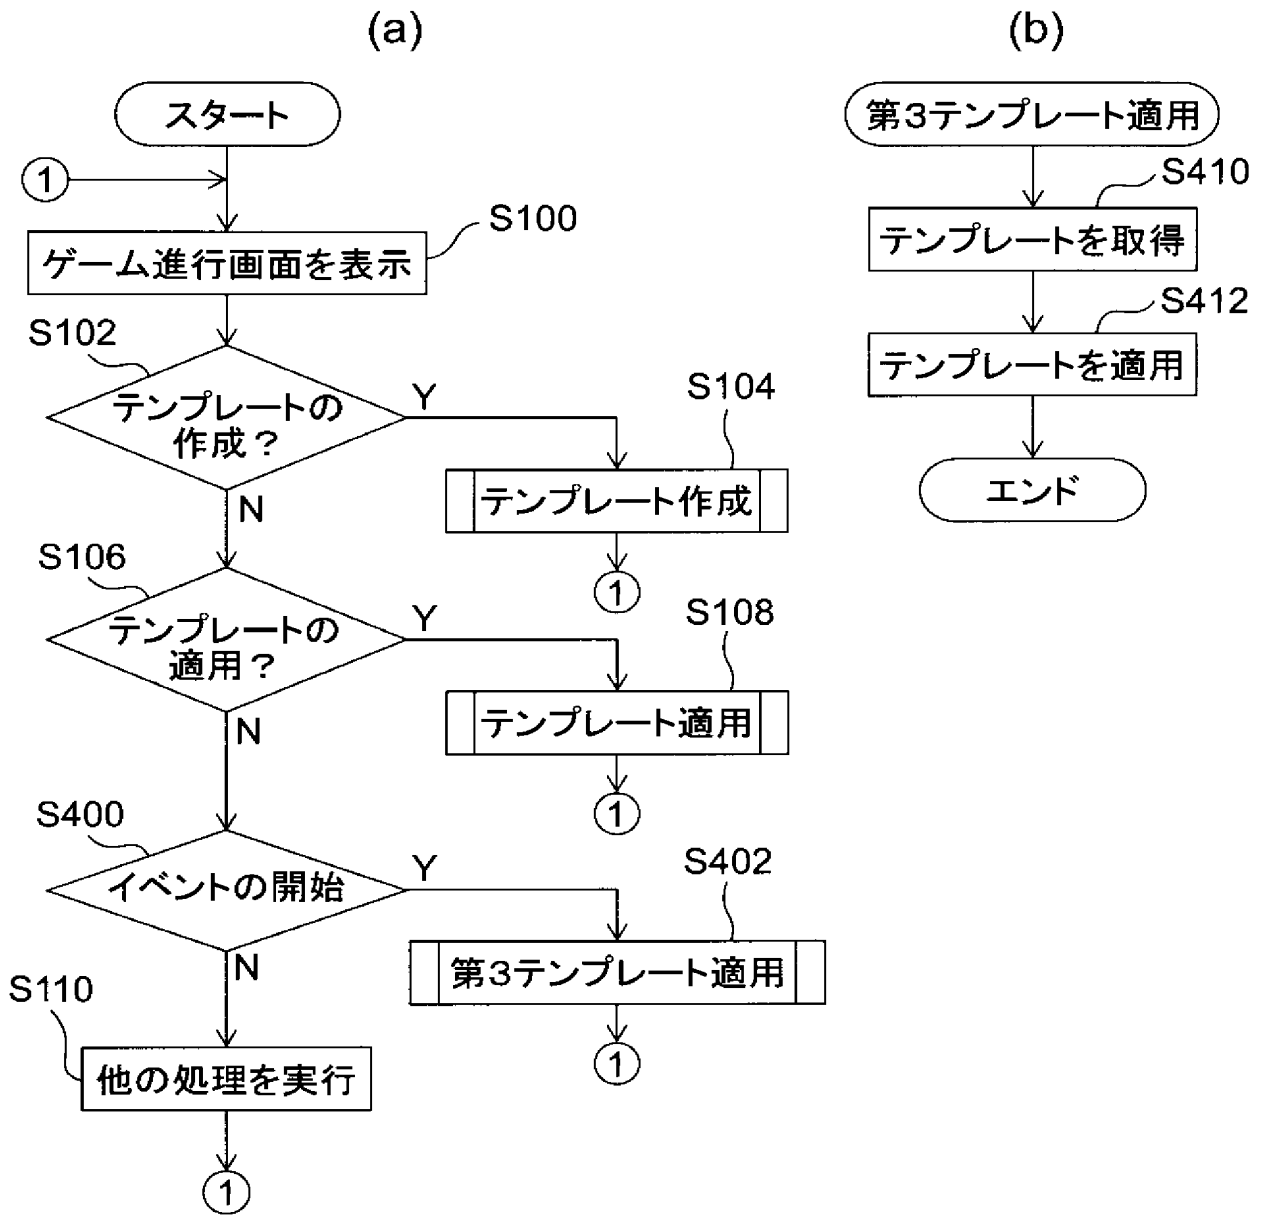 (a)
スタート
①
S100
ゲーム進行画面を表示
S102
テンプレートの
作成？
Y
S104
テンプレート作成
①
N
S106
テンプレートの
適用？
Y
S108
テンプレート適用
①
N
S400
イベントの開始
Y
S402
第３テンプレート適用
①
N
S110
他の処理を実行
①
(b)
第３テンプレート適用
S410
テンプレートを取得
S412
テンプレートを適用
エンド